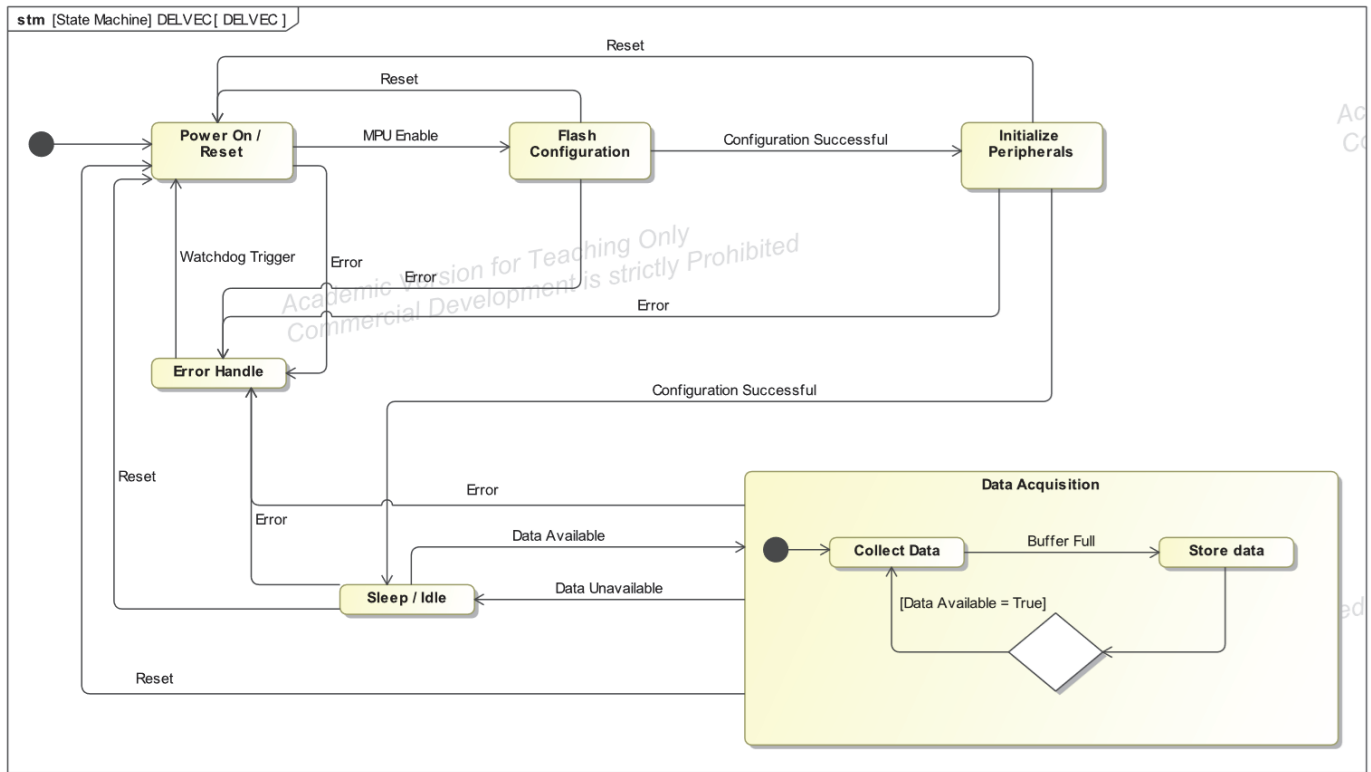 stm [State Machine] DELVEC[ DELVEC ]
Reset
Reset
Power On /
Reset
MPU Enable
Flash
Configuration
Configuration Successful
Initialize
Peripherals
Watchdog Trigger
Error
Error
Error
Academic Version for Teaching Only
Commercial Development is strictly Prohibited
Error Handle
Configuration Successful
Reset
Error
Error
Data Available
Data Unavailable
Sleep / Idle
Reset
Data Acquisition
Collect Data
Buffer Full
Store data
[Data Available = True]